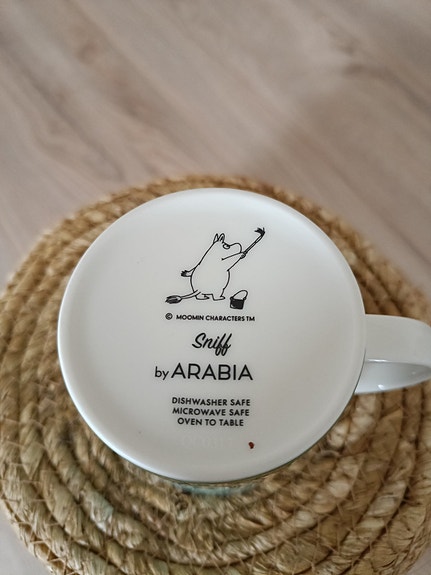 © MOOMIN CHARACTERS TM
Sniff
by ARABIA
DISHWASHER SAFE
MICROWAVE SAFE
OVEN TO TABLE